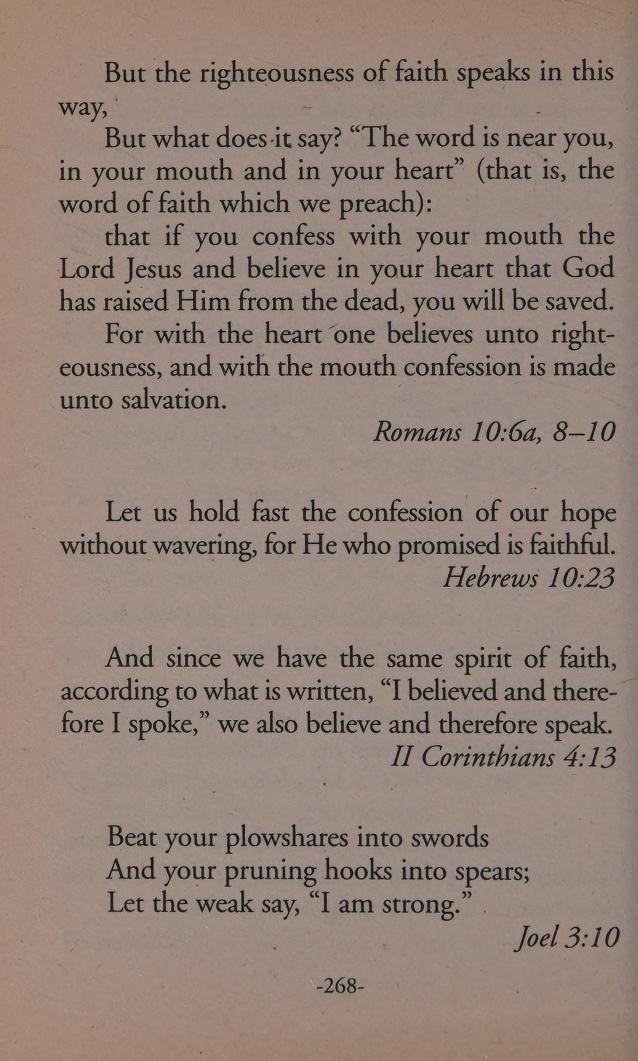 But the righteousness of faith speaks in this
way,
But what does it say? “The word is near you,
in your mouth and in your heart” (that is, the
word of faith which we preach):
that if you confess with your mouth the
Lord Jesus and believe in your heart that God
has raised Him from the dead, you will be saved.
For with the heart one believes unto right-
eousness, and with the mouth confession is made
unto salvation.
Romans 10:6a, 8–10
Let us hold fast the confession of our hope
without wavering, for He who promised is faithful.
Hebrews 10:23
And since we have the same spirit of faith,
according to what is written, “I believed and there-
fore I spoke,” we also believe and therefore speak.
II Corinthians 4:13
Beat your plowshares into swords
And your pruning hooks into spears;
Let the weak say, “I am strong.”
Joel 3:10
-268-